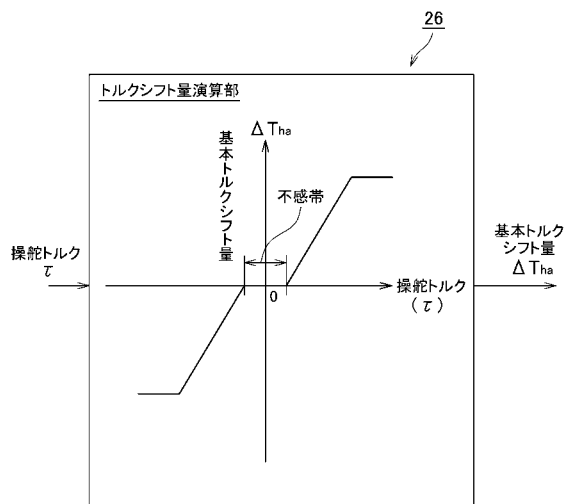 26
トルクシフト量演算部
基本トルクシフト量
ΔTha
不感帯
操舵トルク
τ
0
操舵トルク
(τ)
基本トルク
シフト量
ΔTha